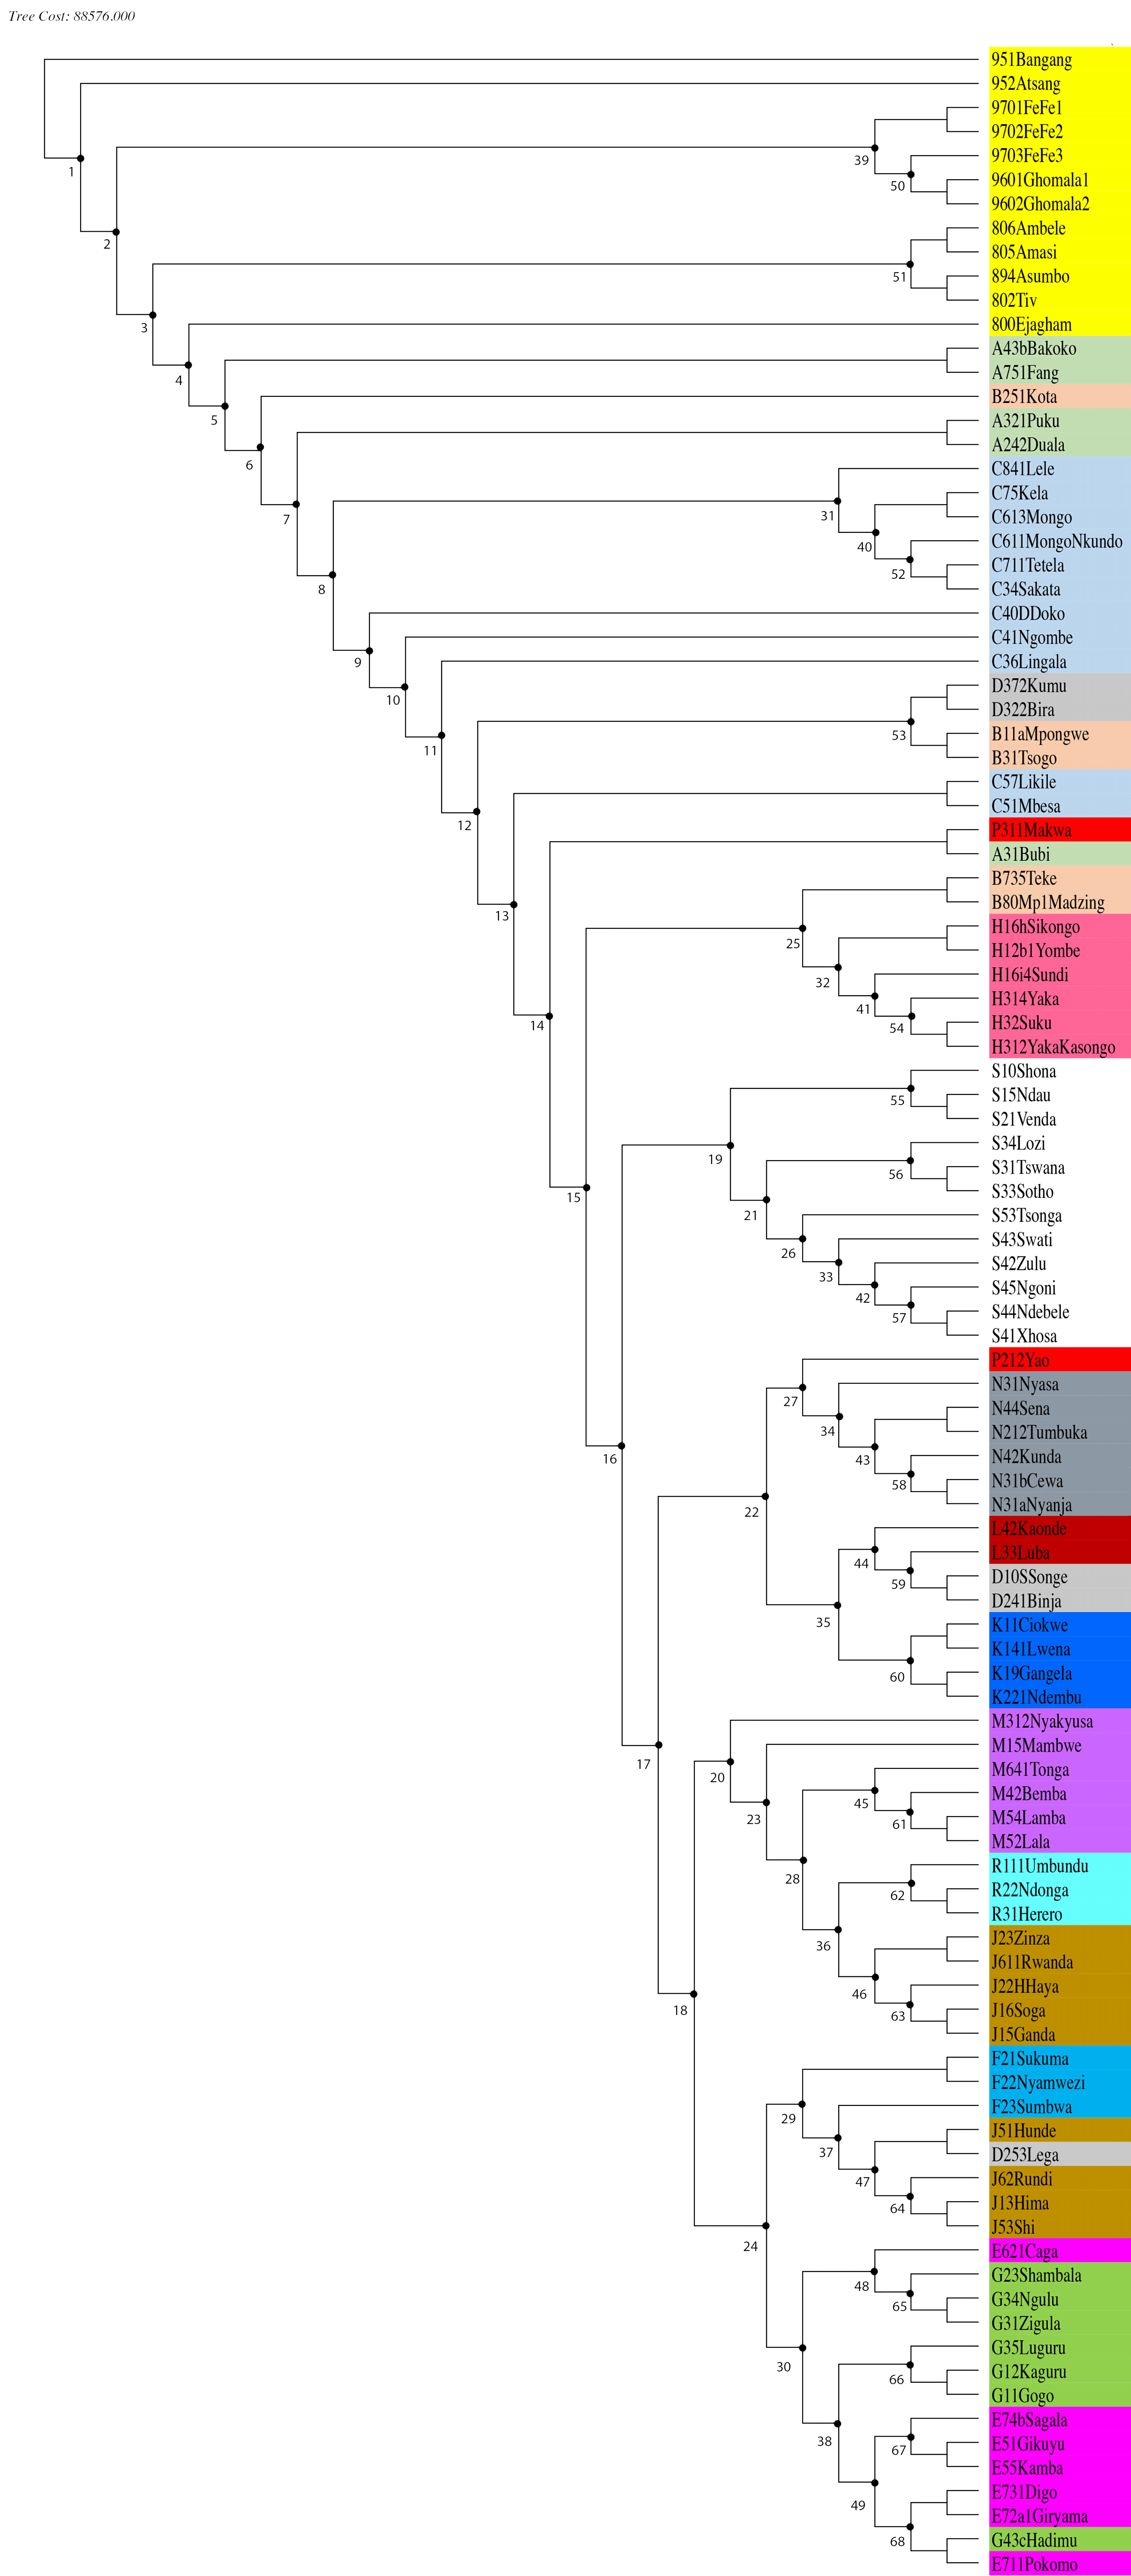 Tree Cost: 88576.000
951Bangang
952Atsang
9701FeFe1
9702FeFe2
39
9703FeFe3
1
9601Ghomala1
50
9602Ghomala2
806Ambele
2
805Amasi
894Asumbo
51
802Tiv
3
800Ejagham
A43bBakoko
4
A751Fang
B251Kota
5
A321Puku
A242Duala
6
C841Lele
C75Kela
31
C613Mongo
7
C611MongoNkundo
40
C711Tetela
52
C34Sakata
8
C40DDoko
C41Ngombe
9
C36Lingala
D372Kumu
10
D322Bira
B11aMpongwe
53
11
B31Tsogo
C57Likile
C51Mbesa
12
P311Makwa
A31Bubi
B735Teke
B80Mp1Madzing
13
H16hSikongo
25
H12b1Yombe
H16i4Sundi
32
H314Yaka
41
H32Suku
14
54
H312YakaKasongo
S10Shona
S15Ndau
55
S21Venda
S34Lozi
19
S31Tswana
56
S33Sotho
15
S53Tsonga
21
S43Swati
26
S42Zulu
33
S45Ngoni
42
S44Ndebele
57
S41Xhosa
P212Yao
N31Nyasa
27
N44Sena
34
N212Tumbuka
16
N42Kunda
43
N31bCewa
58
N31aNyanja
22
L42Kaonde
L33Luba
44
D10SSonge
59
D241Binja
K11Ciokwe
35
K141Lwena
K19Gangela
60
K221Ndembu
M312Nyakyusa
M15Mambwe
17
M641Tonga
20
M42Bemba
45
M54Lamba
23
61
M52Lala
R111Umbundu
28
R22Ndonga
62
R31Herero
J23Zinza
36
J611Rwanda
J22HHaya
46
J16Soga
18
63
J15Ganda
F21Sukuma
F22Nyamwezi
F23Sumbwa
29
J51Hunde
37
D253Lega
J62Rundi
47
J13Hima
64
J53Shi
24
E621Caga
G23Shambala
48
G34Ngulu
65
G31Zigula
G35Luguru
30
G12Kaguru
66
G11Gogo
E74bSagala
38
E51Gikuyu
67
E55Kamba
E731Digo
49
E72a1Giryama
G43cHadimu
68
E711Pokomo